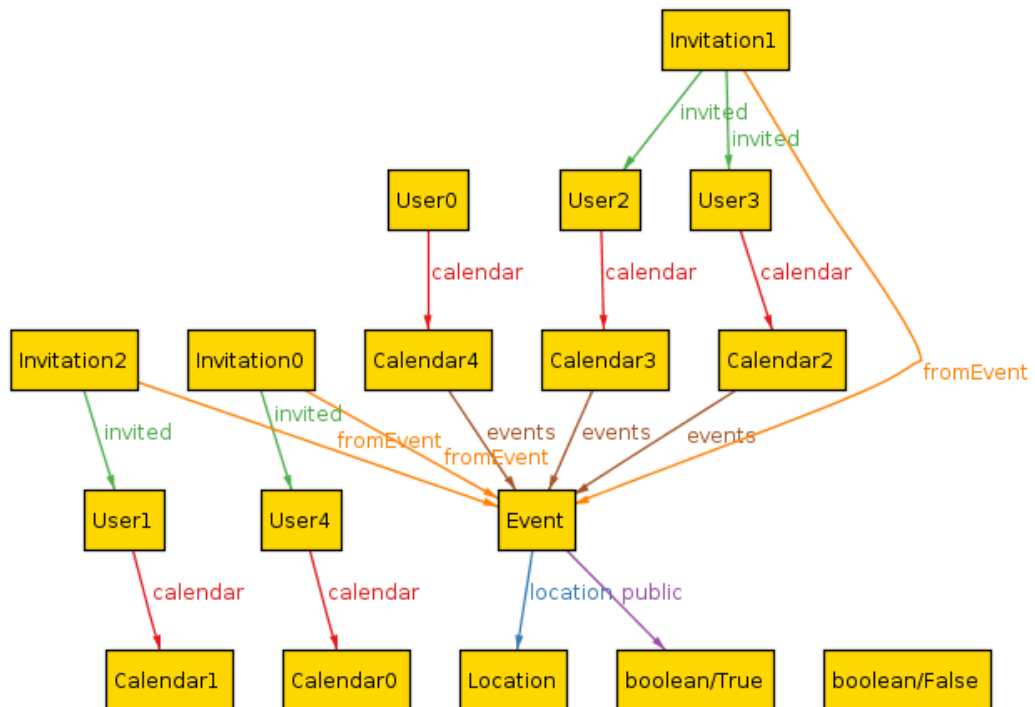 Invitation1
invited
invited
User0
User2
User3
calendar
calendar
calendar
Invitation2
Invitation0
Calendar4
Calendar3
Calendar2
fromEvent
invited
invited
fromEvent
fromEvent
events
events
events
User1
User4
Event
calendar
calendar
location
public
Calendar1
Calendar0
Location
boolean/True
boolean/False